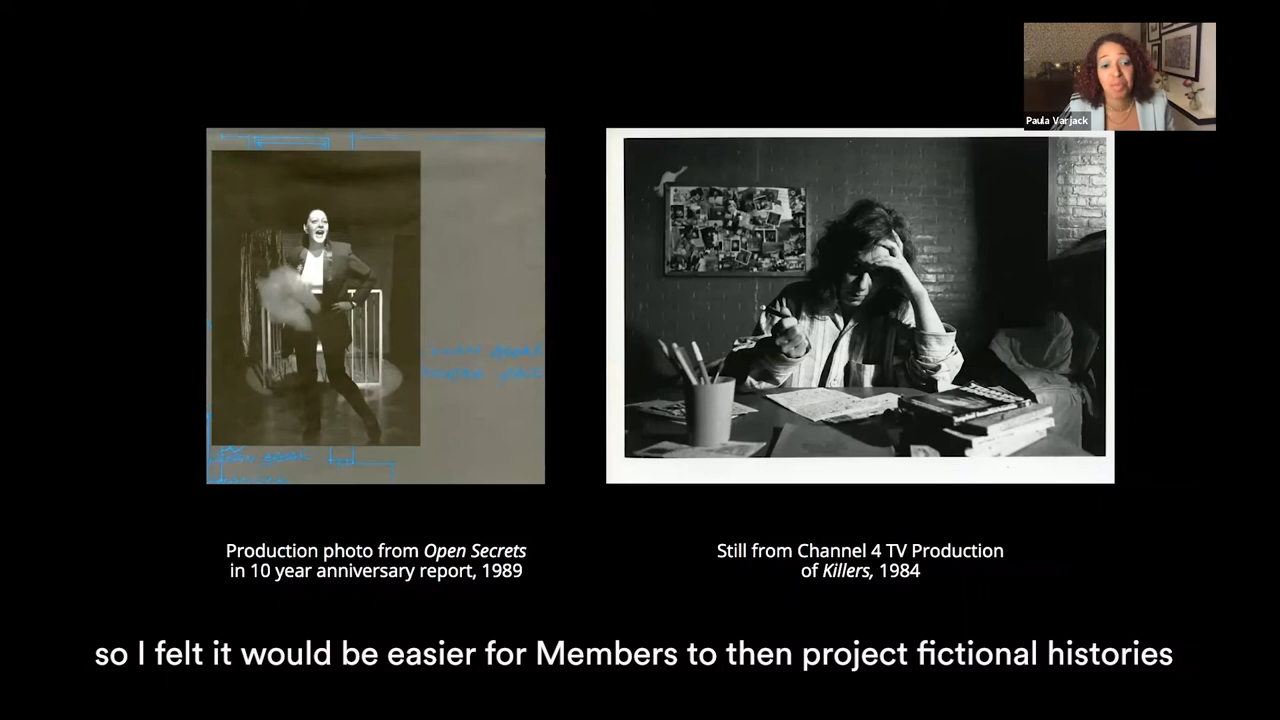 Paula Varjack
Production photo from Open Secrets
in 10 year anniversary report, 1989
Still from Channel 4 TV Production
of Killers, 1984
so I felt it would be easier for Members to then project fictional histories